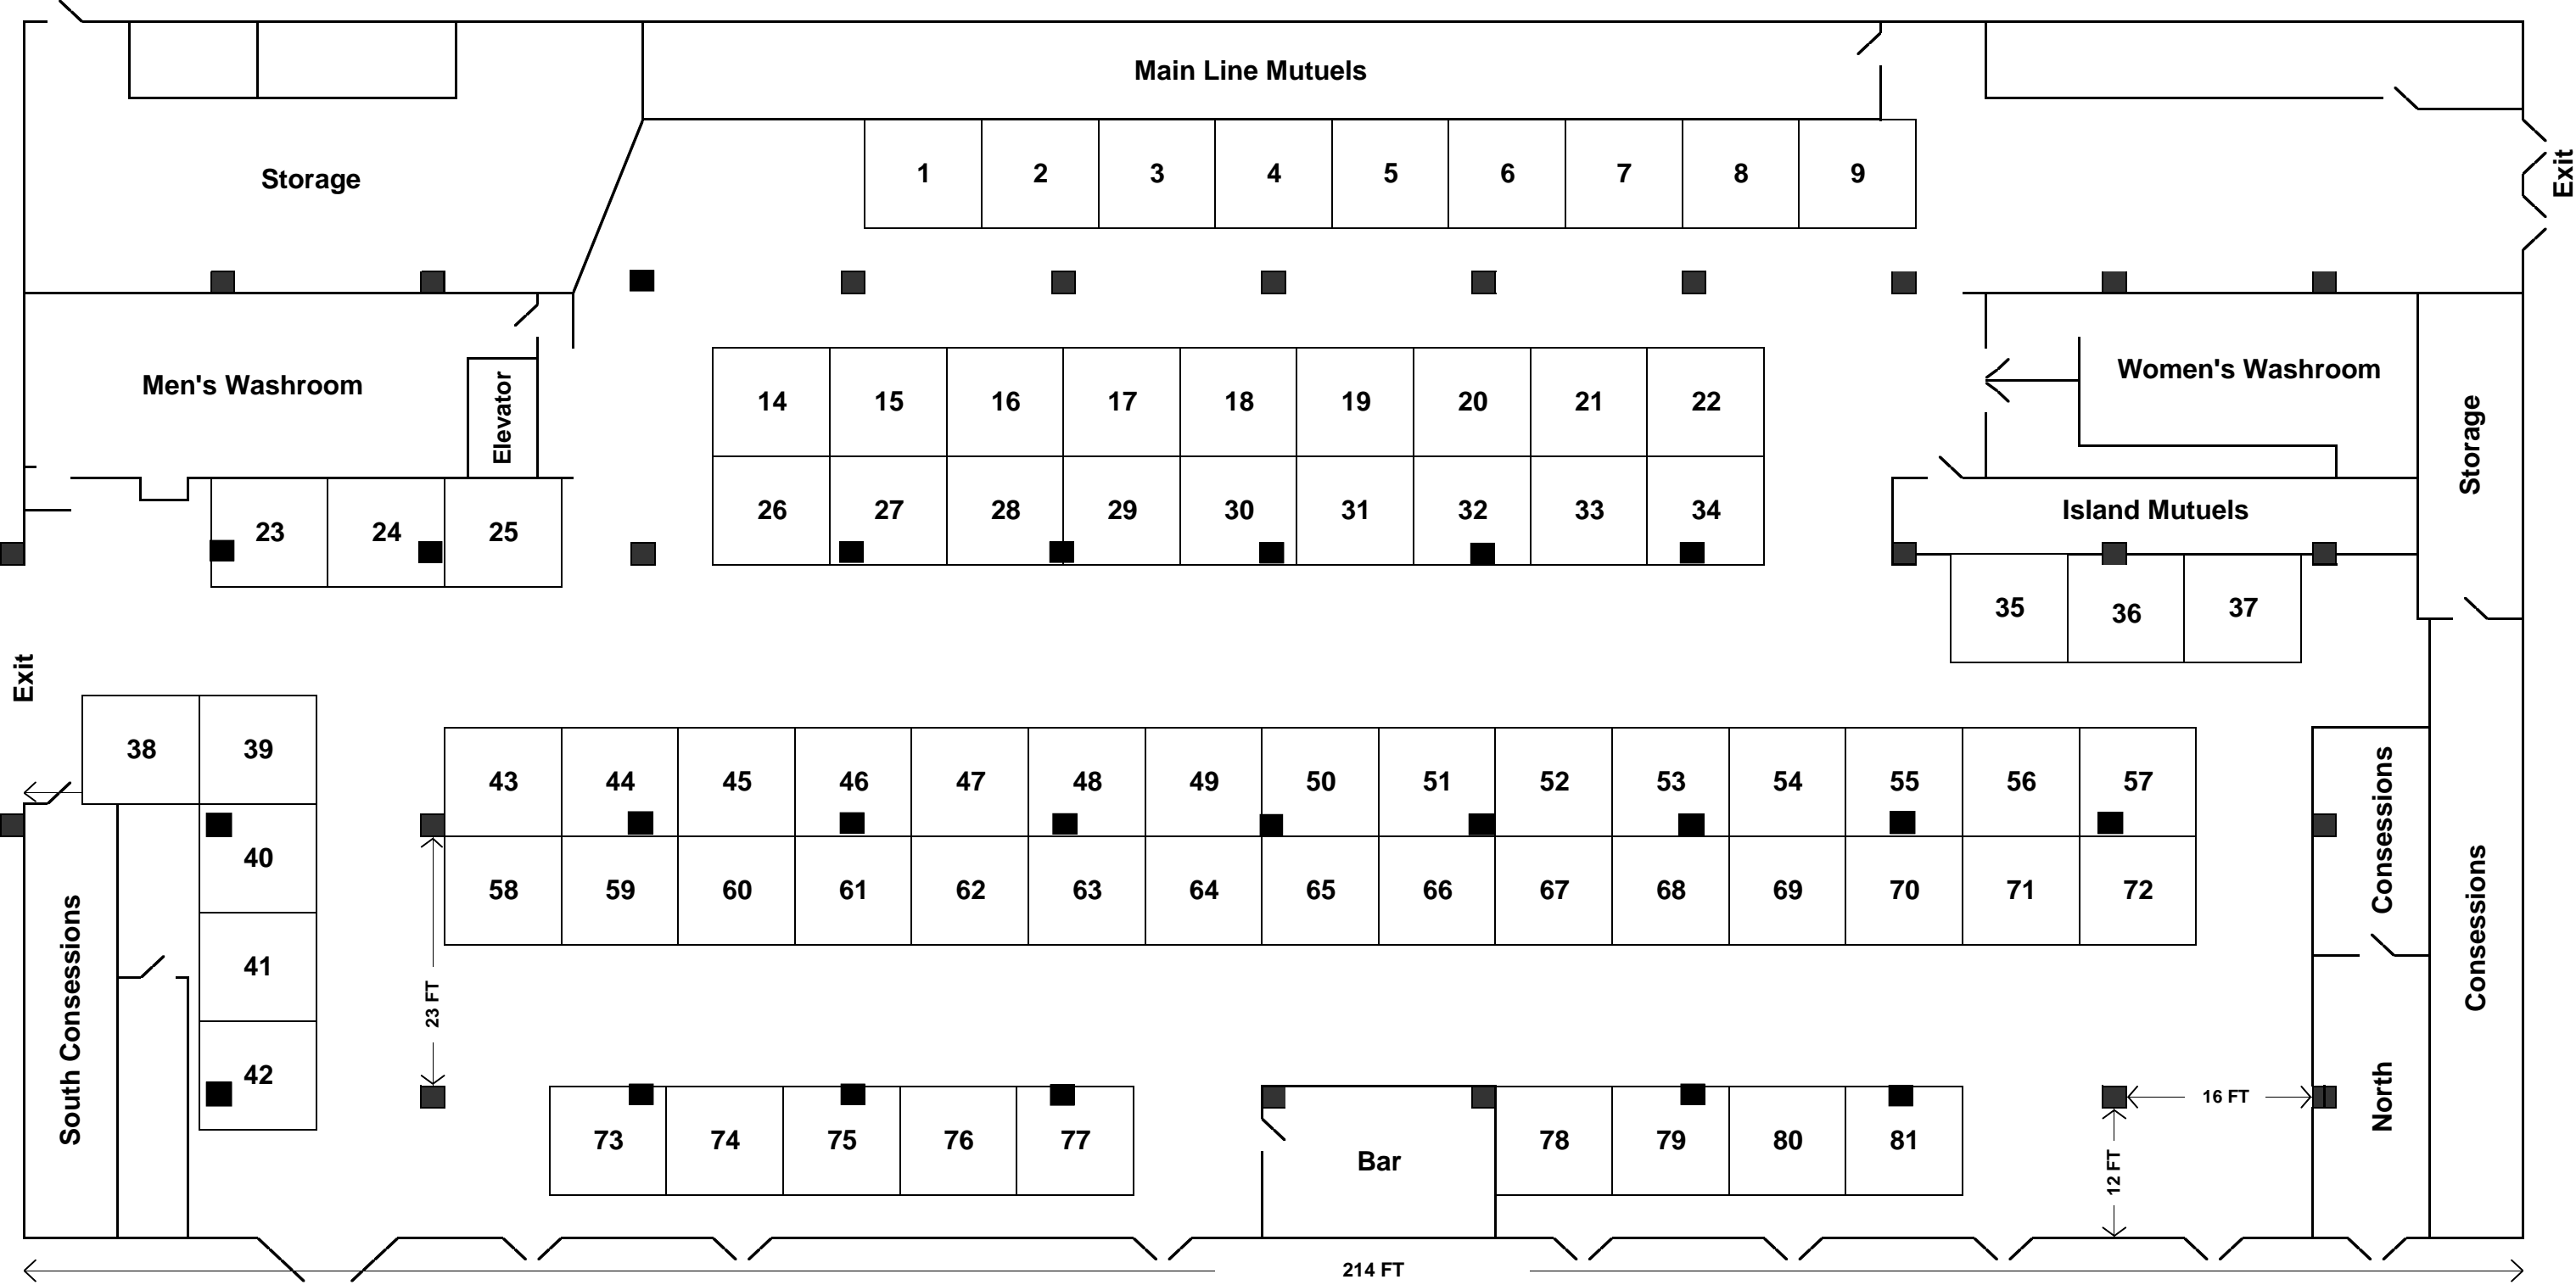 Main Line Mutuels
Exit
1 2 3 4 5 6 7 8 9
Storage
Men's Washroom
Elevator
14 15 16 17 18 19 20 21 22
Women's Washroom
Storage
23 24 25
26 27 28 29 30 31 32 33 34
Island Mutuels
35 36 37
Exit
38 39
43 44 45 46 47 48 49 50 51 52 53 54 55 56 57
Consessions
40
58 59 60 61 62 63 64 65 66 67 68 69 70 71 72
Consessions
41
South Consessions
23 FT
42
73 74 75 76 77
Bar
78 79 80 81
16 FT
12 FT
North
214 FT